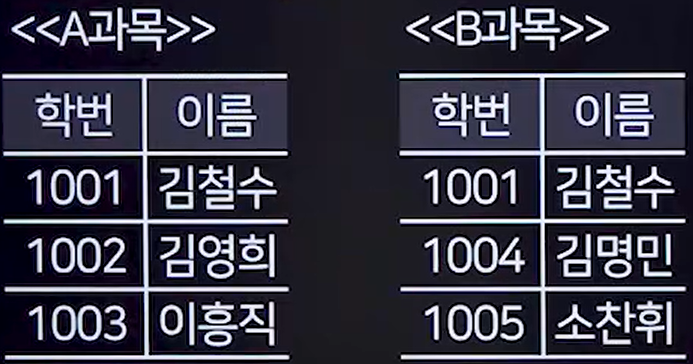 <<A과목>>
학번 이름
1001 김철수
1002 김영희
1003 이흥직
<<B과목>>
학번 이름
1001 김철수
1004 김명민
1005 소찬휘